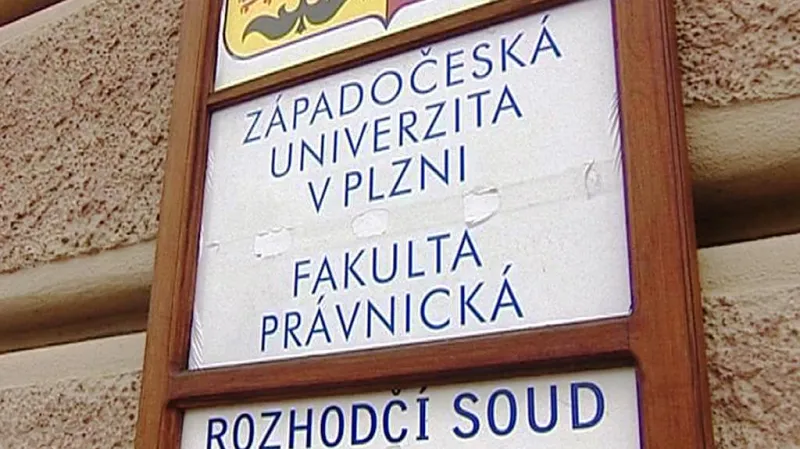 ZÁPADOČESKÁ
UNIVERZITA
V PLZNI
FAKULTA
PRÁVNICKÁ
ROZHODČÍ SOUD